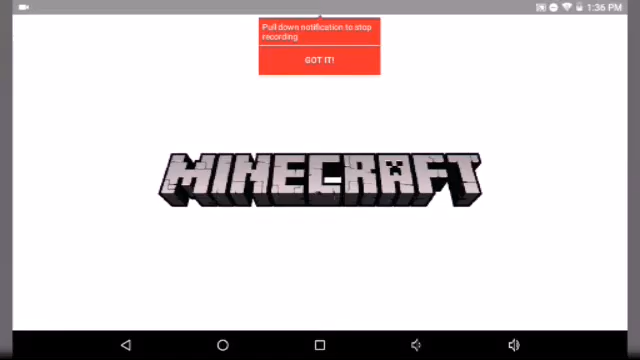 1:36 PM
Pull down notification to stop
recording
GOT IT!
MINECRAFT